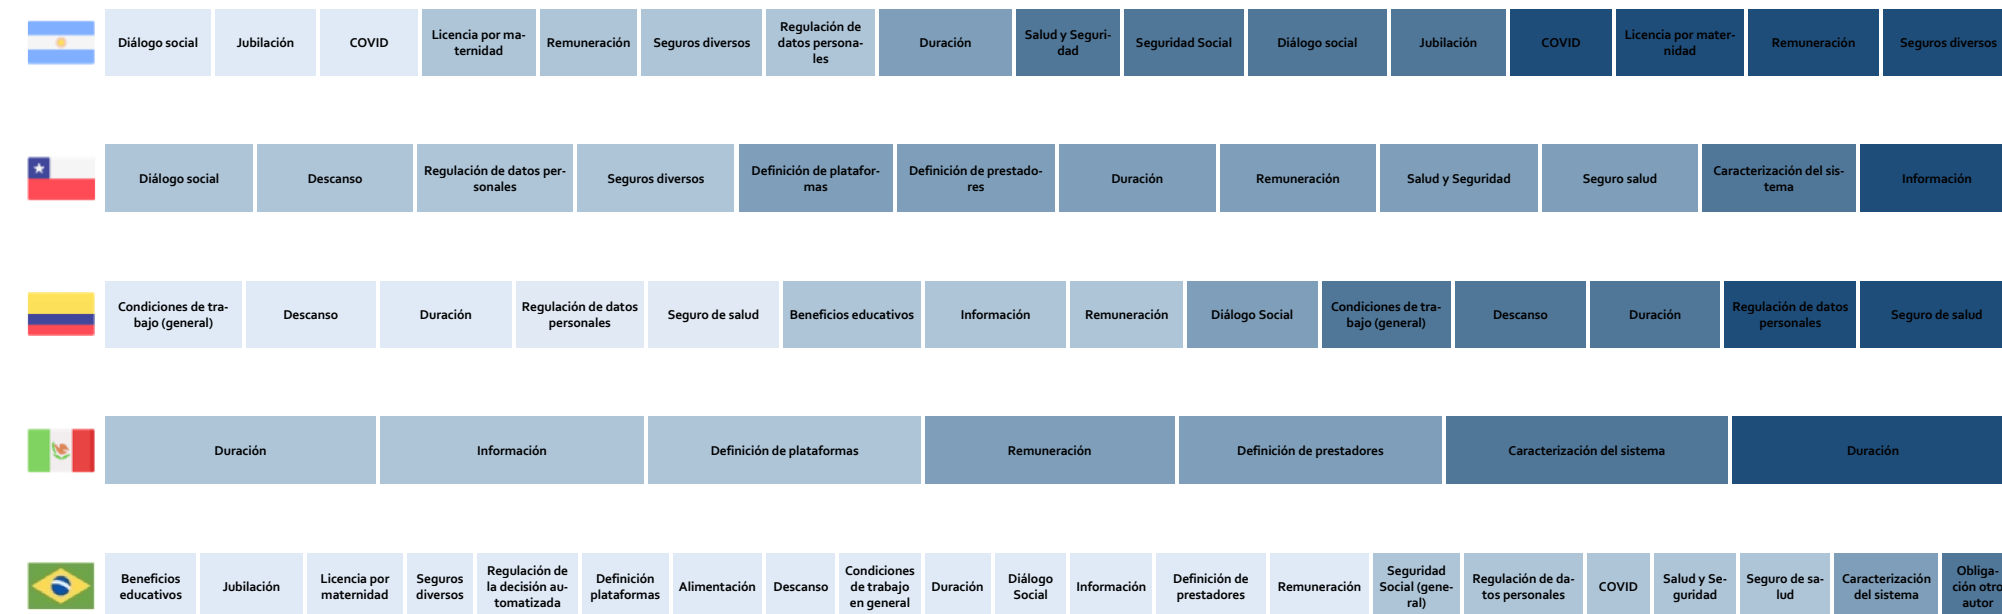 Diálogo social
Jubilación
COVID
Licencia por ma-
ternidad
Remuneración
Seguros diversos
Regulación de
datos persona-
les
Duración
Salud y Seguri-
dad
Seguridad Social
Diálogo social
Jubilación
COVID
Licencia por mater-
nidad
Remuneración
Seguros diversos
Diálogo social
Descanso
Regulación de datos per-
sonales
Seguros diversos
Definición de platafor-
mas
Definición de prestado-
res
Duración
Remuneración
Salud y Seguridad
Seguro salud
Caracterización del sis-
tema
Información
Condiciones de tra-
bajo (general)
Descanso
Duración
Regulación de datos
personales
Seguro de salud
Beneficios educativos
Información
Remuneración
Diálogo Social
Condiciones de tra-
bajo (general)
Descanso
Duración
Regulación de datos
personales
Seguro de salud
Duración
Información
Definición de plataformas
Remuneración
Definición de prestadores
Caracterización del sistema
Duración
Beneficios
educativos
Jubilación
Licencia por
maternidad
Seguros
diversos
Regulación de
la decisión au-
tomatizada
Definición
plataformas
Alimentación
Descanso
Condiciones
de trabajo
en general
Duración
Diálogo
Social
Información
Definición de
prestadores
Remuneración
Seguridad
Social (gene-
ral)
Regulación de da-
tos personales
COVID
Salud y Se-
guridad
Seguro de sa-
lud
Caracterización
del sistema
Obliga-
ción otro
autor